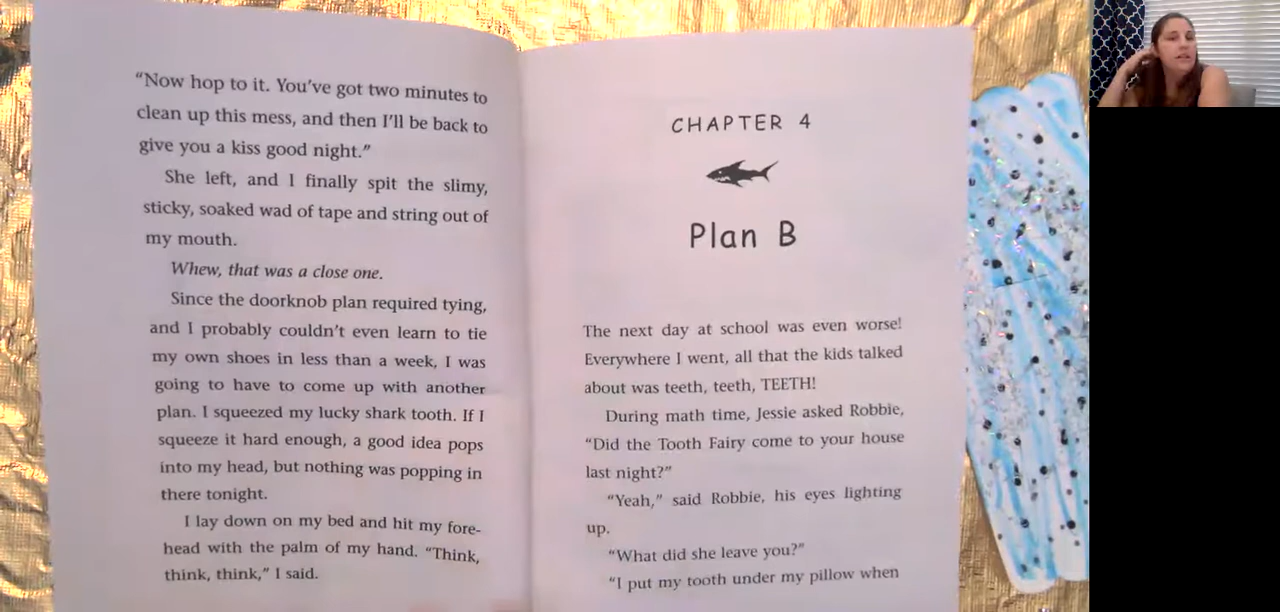 “Now hop to it. You’ve got two minutes to
clean up this mess, and then I’ll be back to
give you a kiss good night.”
She left, and I finally spit the slimy,
sticky, soaked wad of tape and string out of
my mouth.
Whew, that was a close one.
Since the doorknob plan required tying,
and I probably couldn’t even learn to tie
my own shoes in less than a week, I was
going to have to come up with another
plan. I squeezed my lucky shark tooth. If I
squeeze it hard enough, a good idea pops
into my head, but nothing was popping in
there tonight.
I lay down on my bed and hit my fore-
head with the palm of my hand. “Think,
think, think,” I said.
CHAPTER 4
Plan B
The next day at school was even worse!
Everywhere I went, all that the kids talked
about was teeth, teeth, TEETH!
During math time, Jessie asked Robbie,
“Did the Tooth Fairy come to your house
last night?”
“Yeah,” said Robbie, his eyes lighting
up.
“What did she leave you?”
“I put my tooth under my pillow when